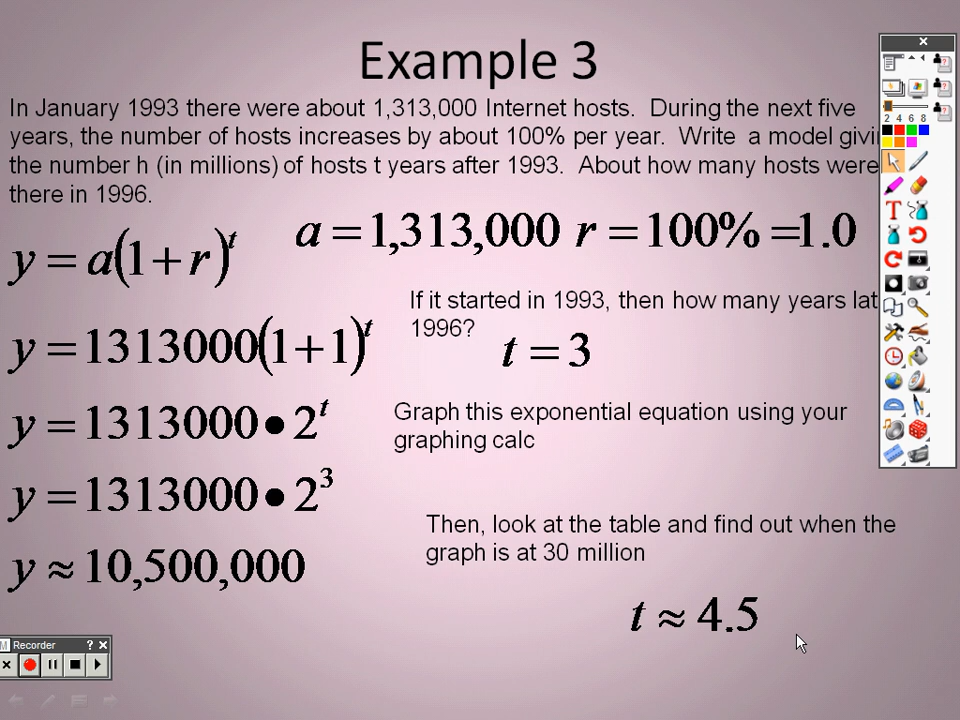 Example 3
In January 1993 there were about 1,313,000 Internet hosts. During the next five
years, the number of hosts increases by about 100% per year. Write a model givin
the number h (in millions) of hosts t years after 1993. About how many hosts were
there in 1996.
a = 1,313,000 r = 100% = 1.0
y = a(1 + r)^t
If it started in 1993, then how many years lat
1996?
t = 3
y = 1313000(1 + 1)^t
y = 1313000 • 2^t
Graph this exponential equation using your
graphing calc
y = 1313000 • 2^3
Then, look at the table and find out when the
graph is at 30 million
y ≈ 10,500,000
t ≈ 4.5
2 4 6 8
T
M Recorder ? ×